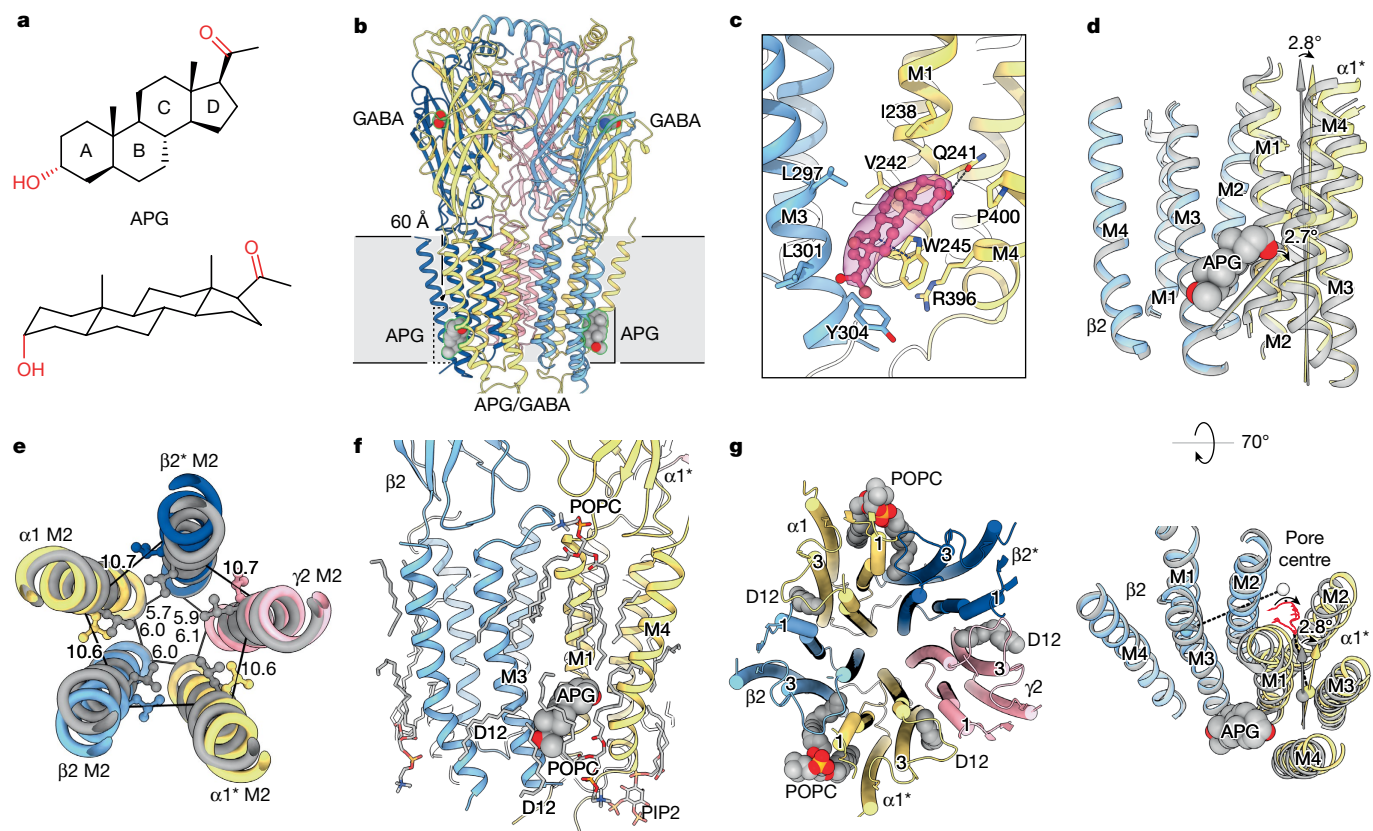 a
O
C
D
A
B
HO
APG
O
OH
b
GABA
GABA
60 Å
APG
APG
APG/GABA
c
M1
I238
Q241
V242
L297
P400
M3
W245
M4
L301
R396
Y304
d
2.8°
α1*
M4
M1
M2
M3
M4
2.7°
APG
M1
M3
β2
M2
70°
Pore
centre
β2
M1
M2
M2
2.8°
α1*
M4
M3
M1
M3
APG
M4
e
β2* M2
α1 M2
10.7
10.7
γ2 M2
5.7
5.9
6.0
6.1
10.6
6.0
10.6
β2 M2
α1* M2
f
β2
α1*
POPC
M4
M1
M3
APG
D12
POPC
D12
PIP2
g
POPC
α1
1
3
3
β2*
D12
1
1
D12
3
β2
3
γ2
1
1
3
D12
POPC
α1*